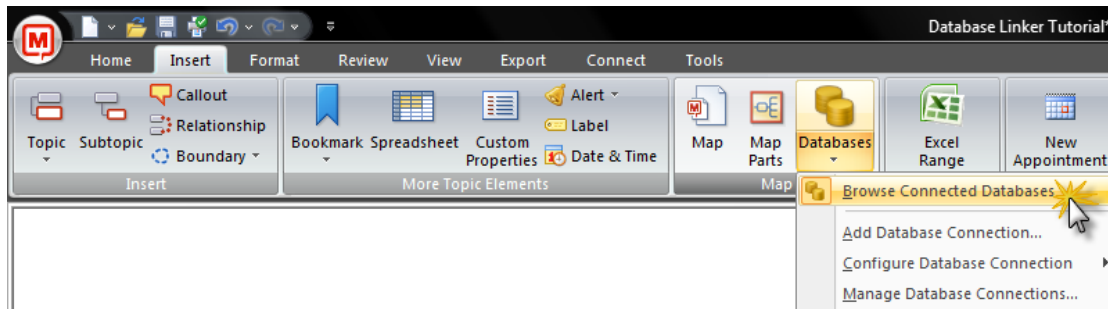 Database Linker Tutorial*
Home Insert Format Review View Export Connect Tools
Topic
Subtopic
Callout
Relationship
Boundary
Insert
Bookmark
Spreadsheet
Custom
Properties
Alert
Label
Date & Time
More Topic Elements
Map
Map
Parts
Databases
Map
Excel
Range
New
Appointment
Browse Connected Databases
Add Database Connection...
Configure Database Connection
Manage Database Connections...